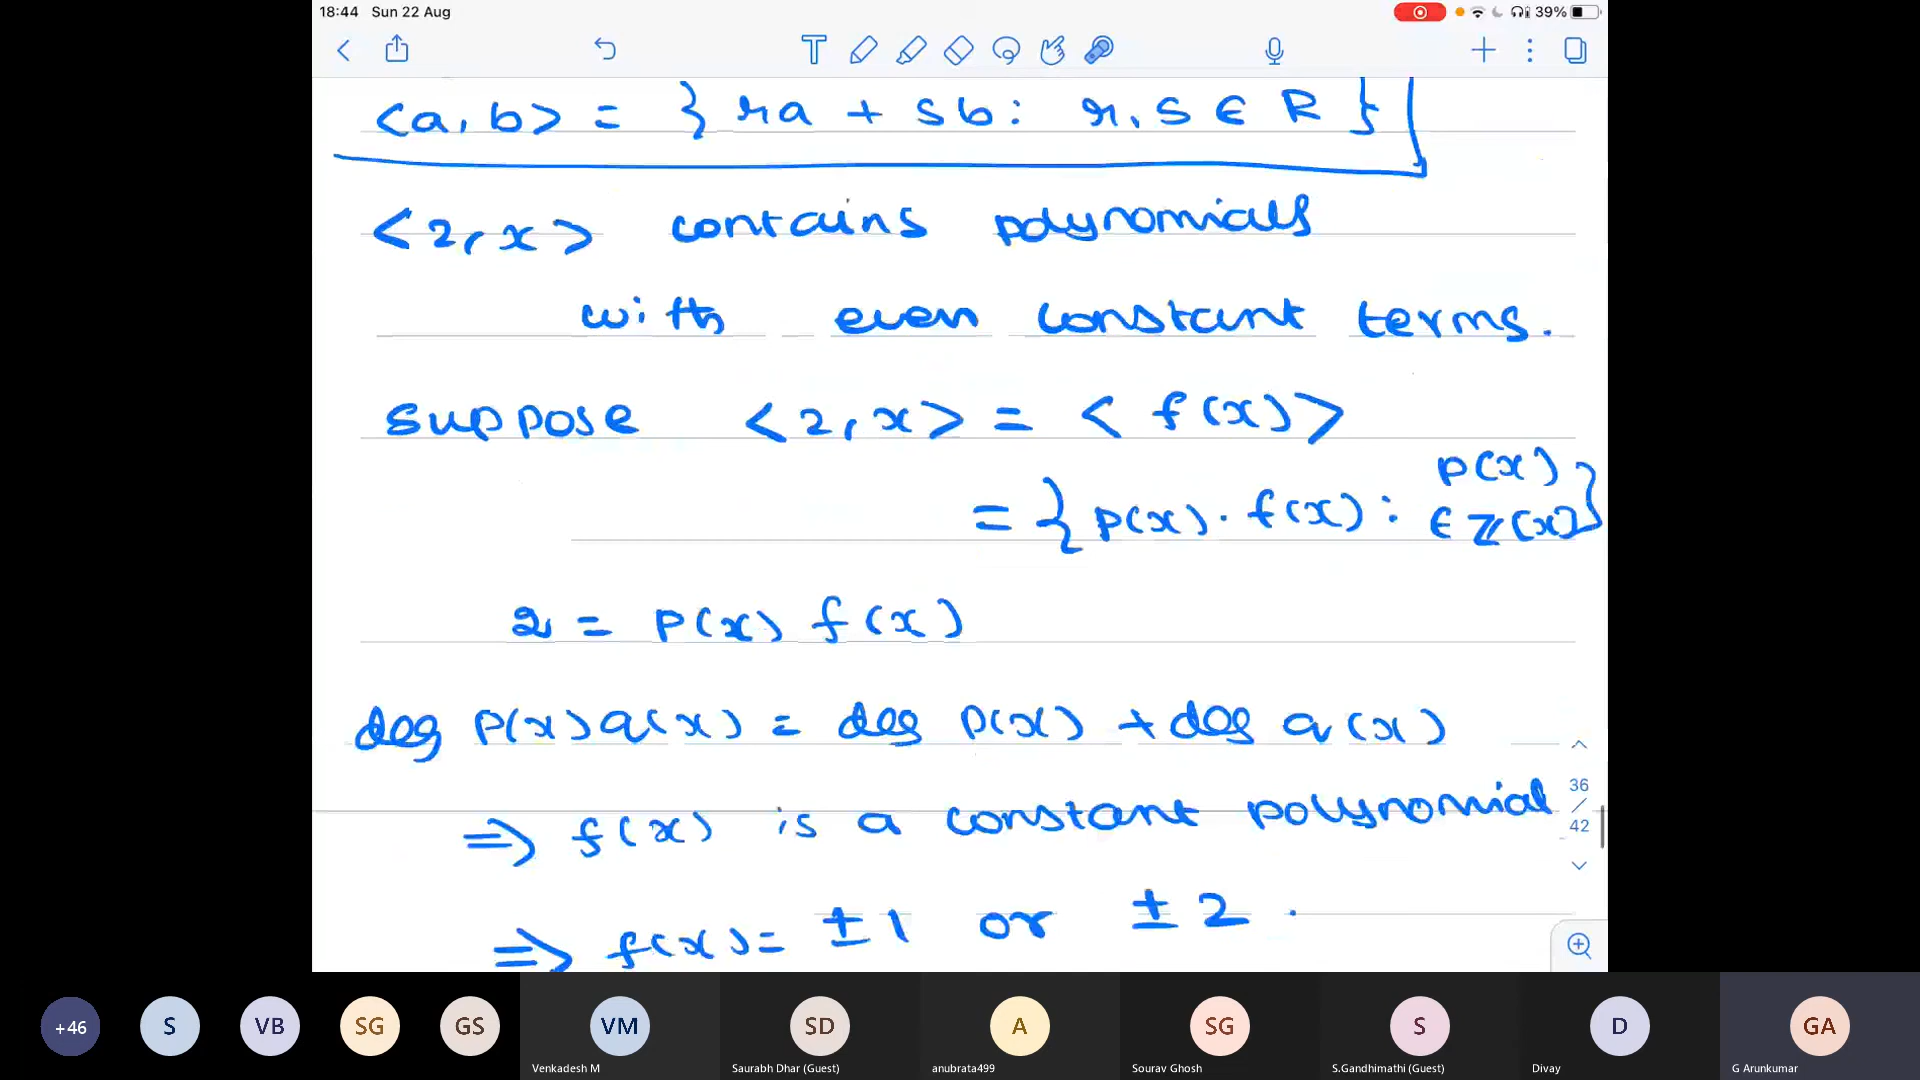 18:44 Sun 22 Aug
39%
<a, b> = { ra + sb : r, s ∈ R }
<2, x> contains polynomials
with even constant terms.
suppose <2, x> = < f(x) >
= { p(x) · f(x) : p(x) ∈ ℤ[x] }
2 = p(x) f(x)
deg p(x) q(x) = deg p(x) + deg q(x)
36
/
42
=> f(x) is a constant polynomial
=> f(x) = ±1 or ±2 .
+46 S VB SG GS VM SD A SG S D GA
Venkadesh M Saurabh Dhar (Guest) anubrata499 Sourav Ghosh S.Gandhimathi (Guest) Divay G Arunkumar